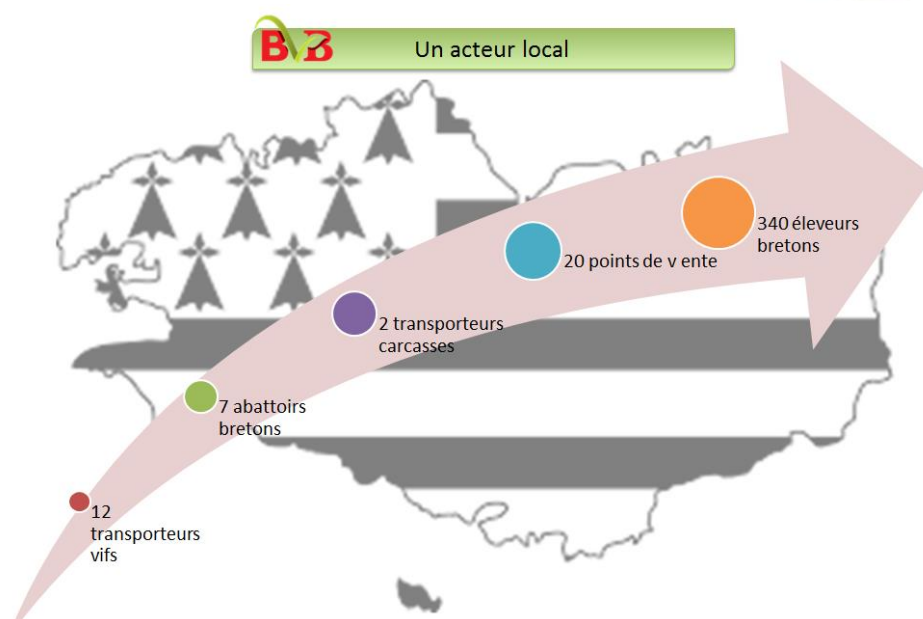 BVB
Un acteur local
340 éleveurs
bretons
20 points de v ente
2 transporteurs
carcasses
7 abattoirs
bretons
12
transporteurs
vifs